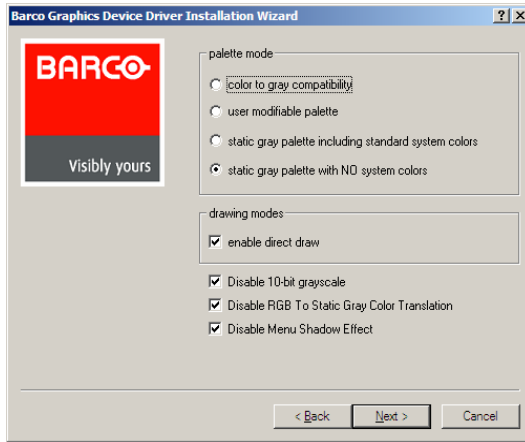 Barco Graphics Device Driver Installation Wizard
BARCO
Visibly yours
palette mode
color to gray compatibility
user modifiable palette
static gray palette including standard system colors
static gray palette with NO system colors
drawing modes
enable direct draw
Disable 10-bit grayscale
Disable RGB To Static Gray Color Translation
Disable Menu Shadow Effect
< Back
Next >
Cancel